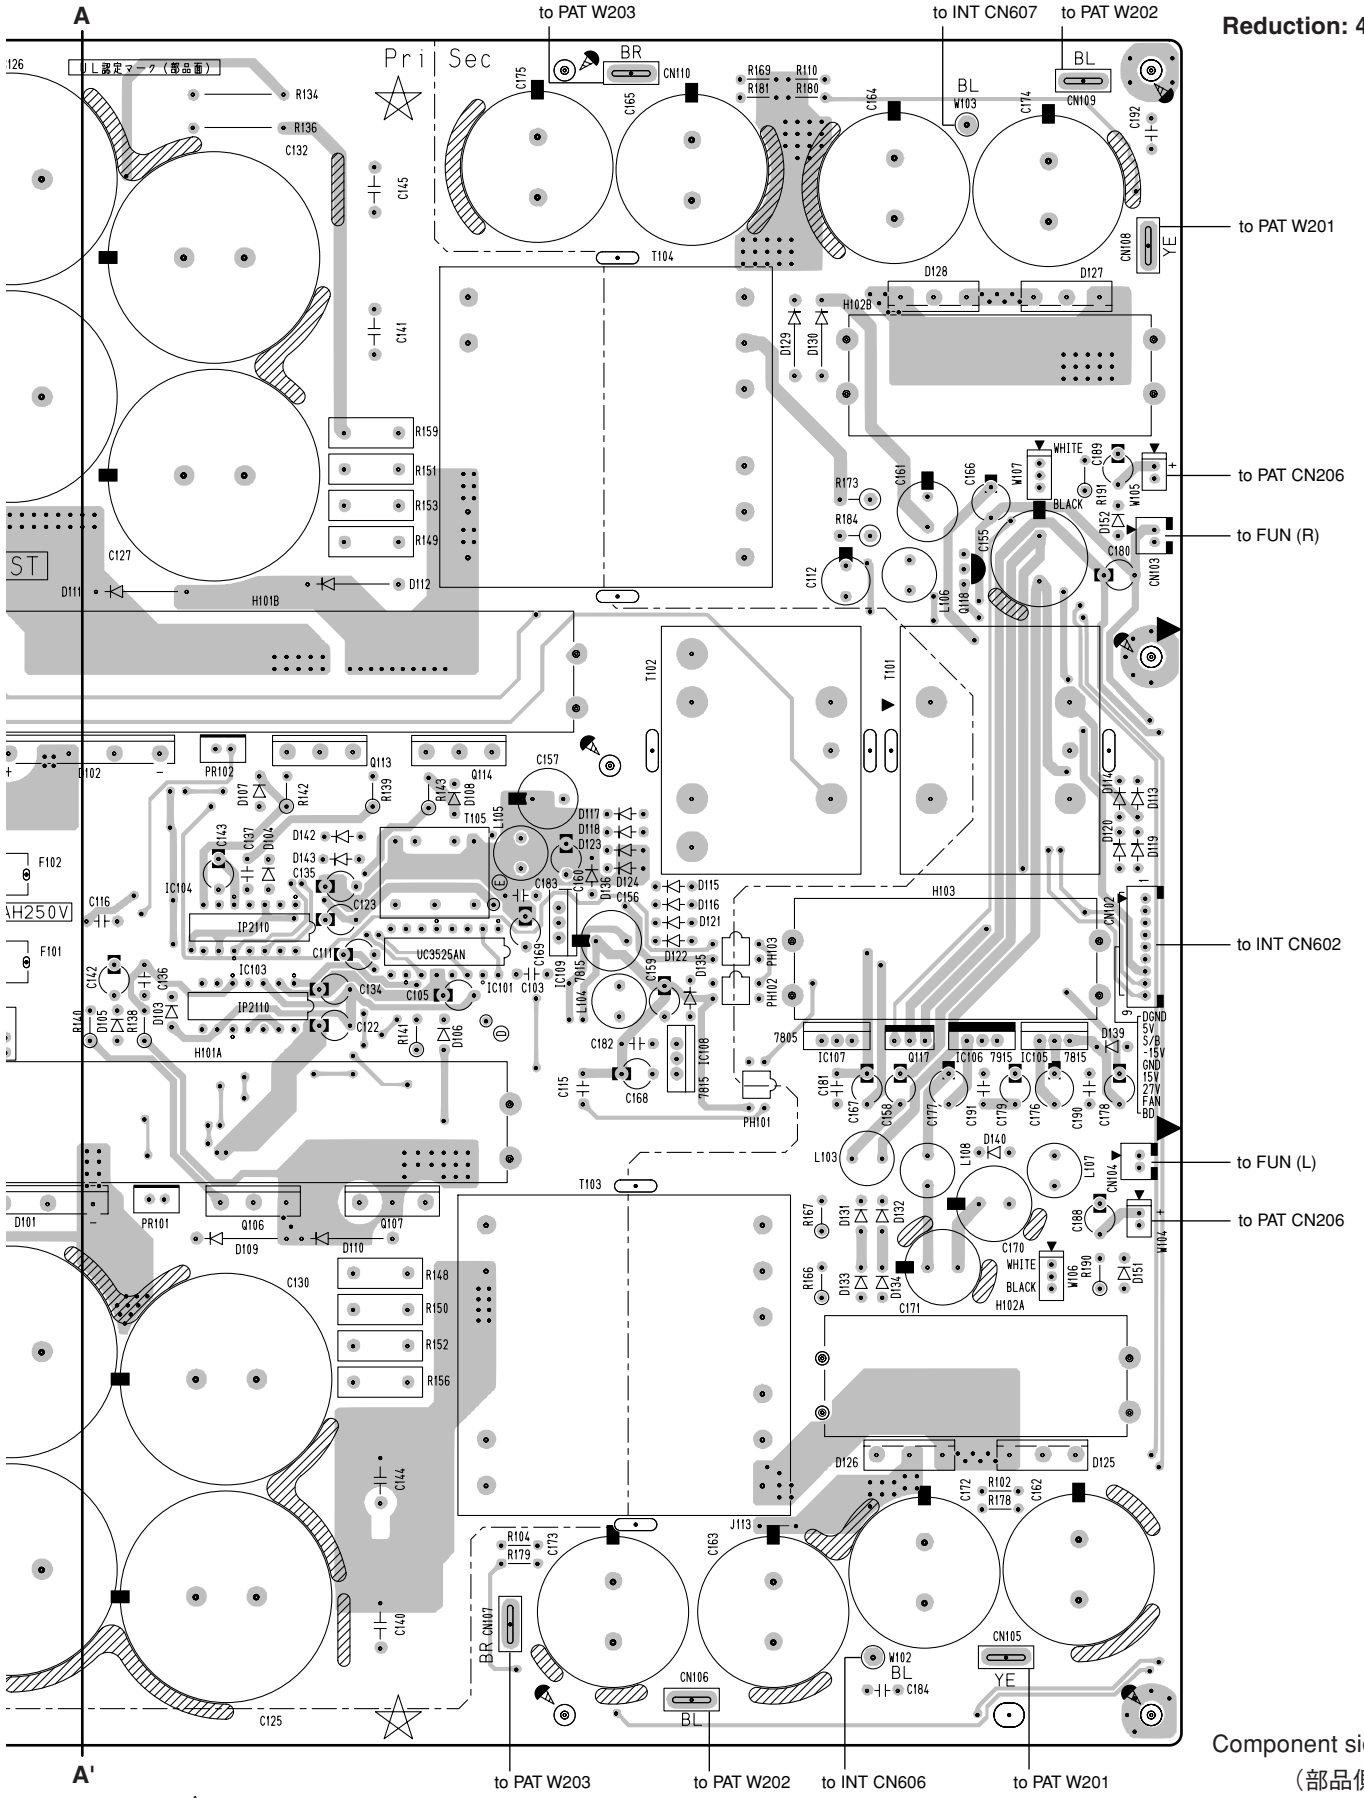 A
to PAT W203
to INT CN607
to PAT W202
Reduction: 4
C126
UL認定マーク(部品面)
Pri
Sec
C175
BR
CN110
C165
R169
R110
R181
R180
C164
BL
W103
C174
BL
CN109
C192
R134
R136
C132
C145
to PAT W201
CN108
YE
T104
D128
D127
H102B
C141
D129
D130
R159
R151
R153
R149
R173
R184
C161
C166
W107
WHITE
BLACK
C189
R191
W105
+
to PAT CN206
D152
to FUN (R)
C180
CN103
C155
ST
C127
D111
D112
H101B
C112
L106
Q118
T102
T101
+
D102
-
PR102
Q113
Q114
C157
D107
R142
R139
R143
D108
T105
L105
D117
D118
D123
D124
D114
D113
D120
D119
F102
C143
C137
D104
D142
D143
C135
C160
D136
C183
C156
D115
D116
D121
D122
H103
AH250V
C116
IC104
IP2110
C123
UC3525AN
C169
C111
IC109
7815
PH103
CN102
1
to INT CN602
F101
C142
C136
IC103
C134
C105
IC101
C103
L104
C159
D135
PH102
IP2110
R140
D105
R138
D103
C122
R141
D106
D
E
9
DGND
5V
S/B
-15V
GND
15V
27V
FAN
BD
H101A
C182
IC108
7815
C168
C115
PH101
7805
IC107
Q117
IC106
7915
IC105
7815
D139
C181
C167
C158
C177
C191
C179
C176
C190
C178
L103
L108
D140
L107
CN104
to FUN (L)
to PAT CN206
D101
-
PR101
Q106
Q107
D109
D110
T103
R167
D131
D132
C170
C188
+
W104
R166
D133
D134
C171
WHITE
BLACK
W106
R190
D151
H102A
C130
R148
R150
R152
R156
C144
D126
D125
C172
R102
R178
C162
J113
R104
R179
C173
C163
C140
CN107
BR
CN106
BL
W102
BL
C184
CN105
YE
C125
A'
to PAT W203
to PAT W202
to INT CN606
to PAT W201
Component si
(部品